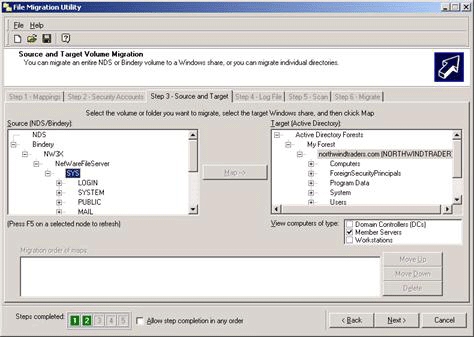 File Migration Utility
File Help
Source and Target Volume Migration
You can migrate an entire NDS or Bindery volume to a Windows share, or you can migrate individual directories.
Step 1 - Mappings
Step 2 - Security Accounts
Step 3 - Source and Target
Step 4 - Log File
Step 5 - Scan
Step 6 - Migrate
Select the volume or folder you want to migrate, select the target Windows share, and then click Map
Source (NDS/Bindery):
NDS
Bindery
NW3X
NetWareFileServer
SYS
LOGIN
SYSTEM
PUBLIC
MAIL
(Press F5 on a selected node to refresh)
Map ->
Target (Active Directory):
Active Directory Forests
My Forest
northwindtraders.com (NORTHWINDTRADER)
Computers
ForeignSecurityPrincipals
Program Data
System
Users
View computers of type:
Domain Controllers (DCs)
Member Servers
Workstations
Migration order of maps:
Move Up
Move Down
Delete
Steps completed:
1 2 3 4 5
Allow step completion in any order
< Back
Next >
Cancel